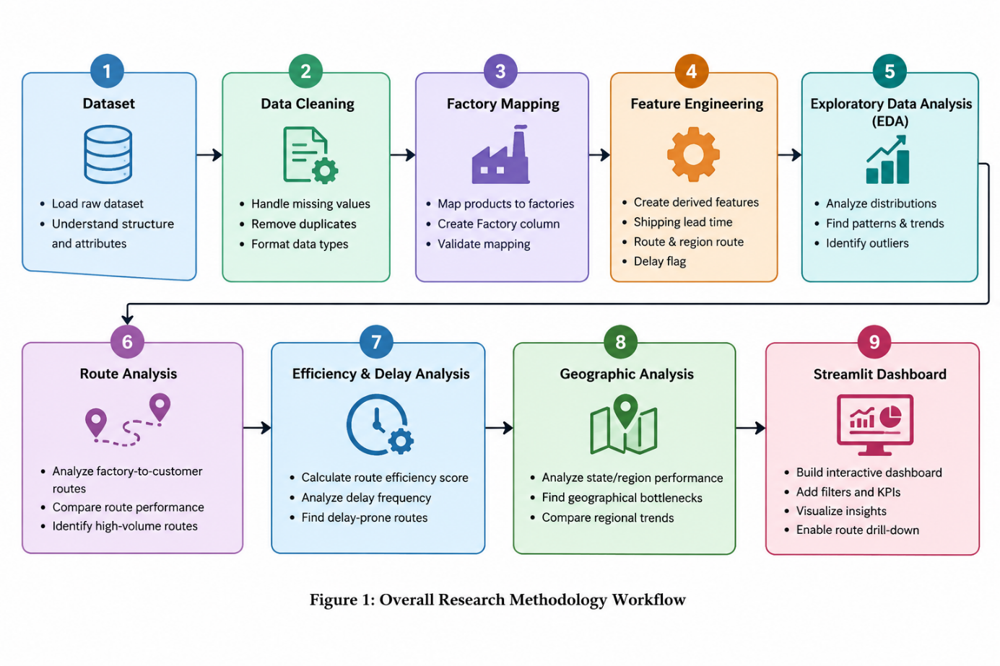 1
Dataset
• Load raw dataset
• Understand structure
and attributes
2
Data Cleaning
• Handle missing values
• Remove duplicates
• Format data types
3
Factory Mapping
• Map products to factories
• Create Factory column
• Validate mapping
4
Feature Engineering
• Create derived features
• Shipping lead time
• Route & region route
• Delay flag
5
Exploratory Data Analysis
(EDA)
• Analyze distributions
• Find patterns & trends
• Identify outliers
6
Route Analysis
• Analyze factory-to-customer
routes
• Compare route performance
• Identify high-volume routes
7
Efficiency & Delay Analysis
• Calculate route efficiency score
• Analyze delay frequency
• Find delay-prone routes
8
Geographic Analysis
• Analyze state/region performance
• Find geographical bottlenecks
• Compare regional trends
9
Streamlit Dashboard
• Build interactive dashboard
• Add filters and KPIs
• Visualize insights
• Enable route drill-down
Figure 1: Overall Research Methodology Workflow